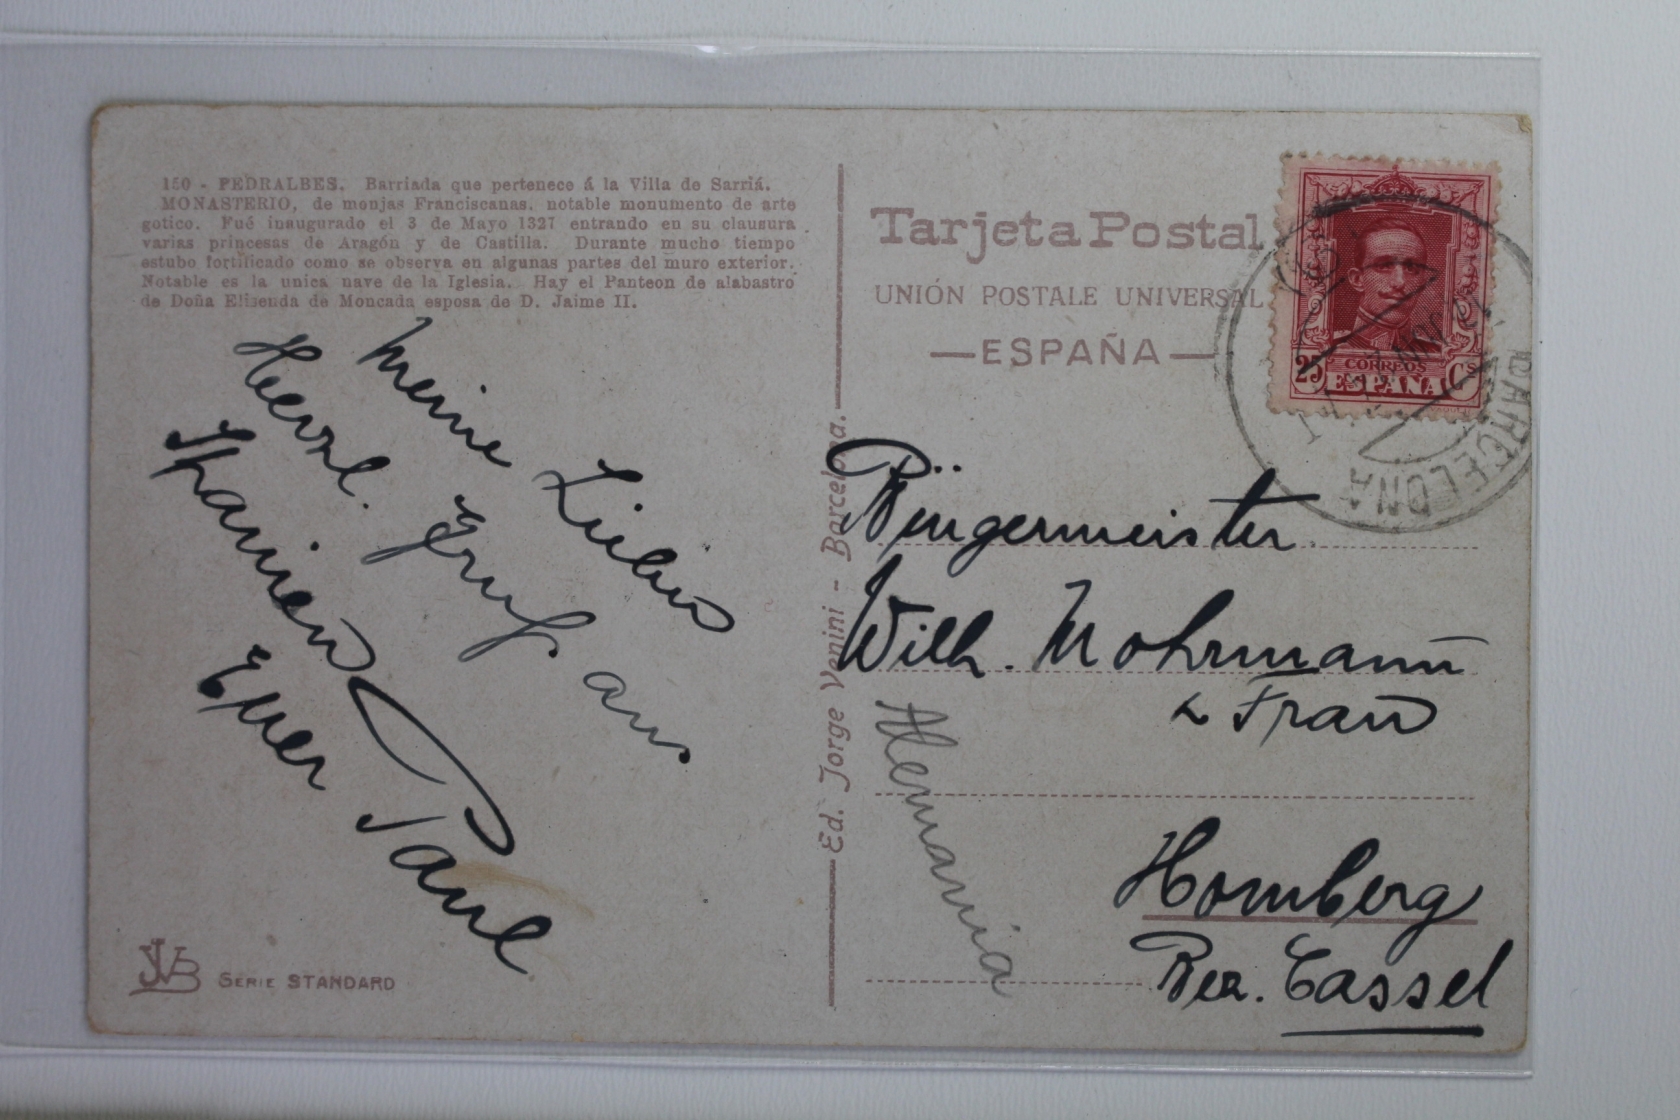 150 - PEDRALBES. Barriada que pertenece á la Villa de Sarriá.
MONASTERIO, de monjas Franciscanas, notable monumento de arte
gotico. Fué inaugurado el 3 de Mayo 1327 entrando en su clausura
varias princesas de Aragón y de Castilla. Durante mucho tiempo
estubo fortificado como se observa en algunas partes del muro exterior.
Notable es la unica nave de la Iglesia. Hay el Panteon de alabastro
de Doña Elisenda de Moncada esposa de D. Jaime II.
Meine Lieben
Herzl. Gruß aus
Spanien
Euer Paul
JVB SERIE STANDARD
Ed. Jorge Venini - Barcelona.
Tarjeta Postal
UNIÓN POSTALE UNIVERSAL
—ESPAÑA—
CORREOS
25 ESPAÑA Cs
BARCELONA
Bürgermeister
Wilh. Mohrmann
& Frau
Alemania
Homberg
Bez. Cassel